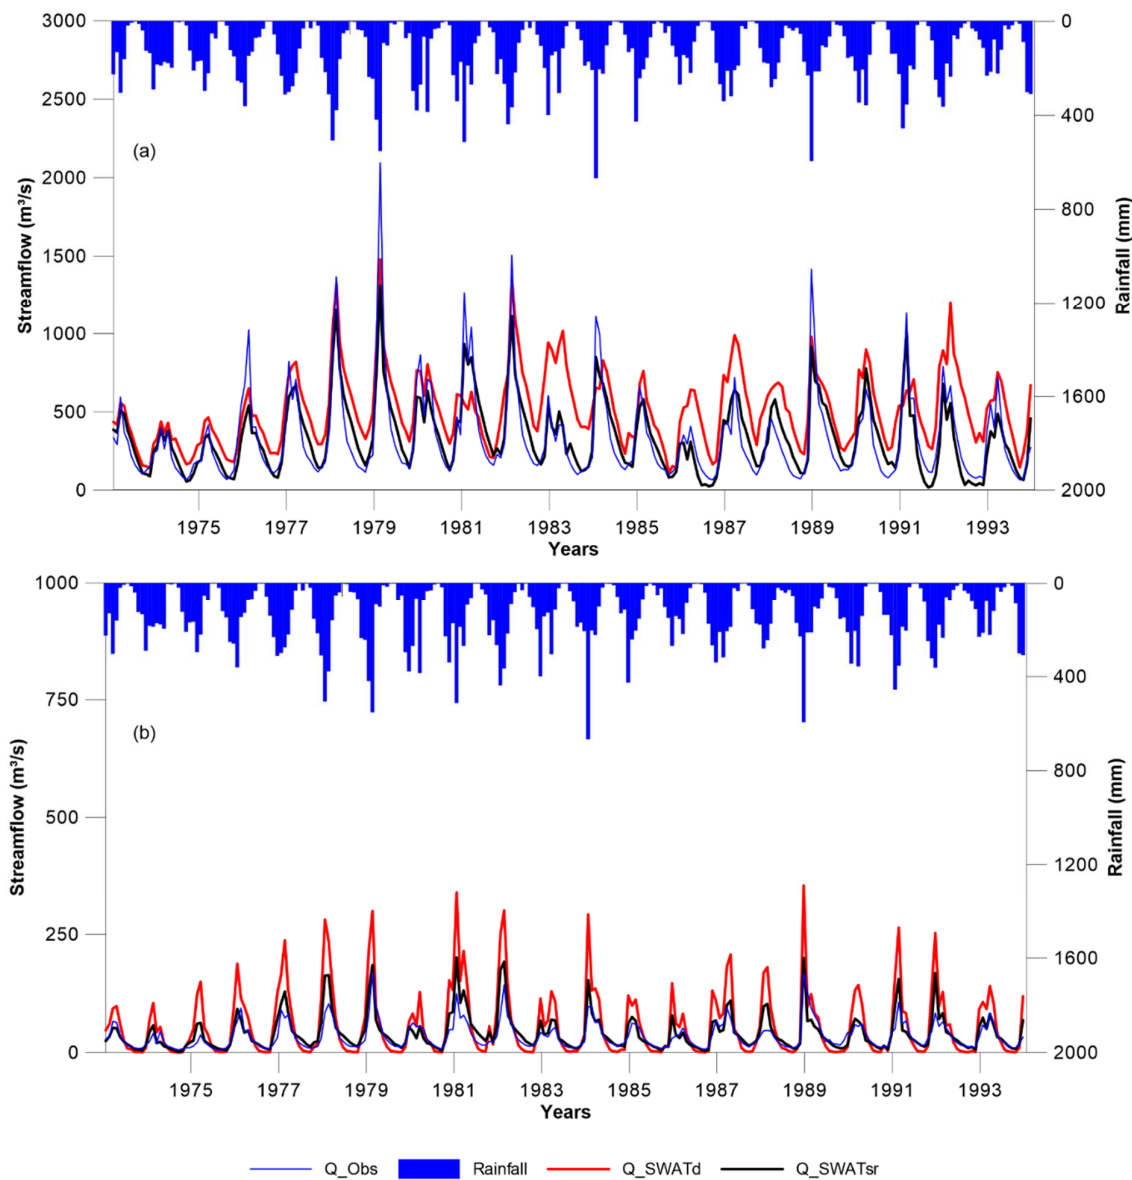 3000
2500
2000
1500
1000
500
0
Streamflow (m³/s)
(a)
0
400
800
1200
1600
2000
Rainfall (mm)
1975 1977 1979 1981 1983 1985 1987 1989 1991 1993
Years
1000
750
500
250
0
Streamflow (m³/s)
(b)
0
400
800
1200
1600
2000
Rainfall (mm)
1975 1977 1979 1981 1983 1985 1987 1989 1991 1993
Years
Q_Obs Rainfall Q_SWATd Q_SWATsr